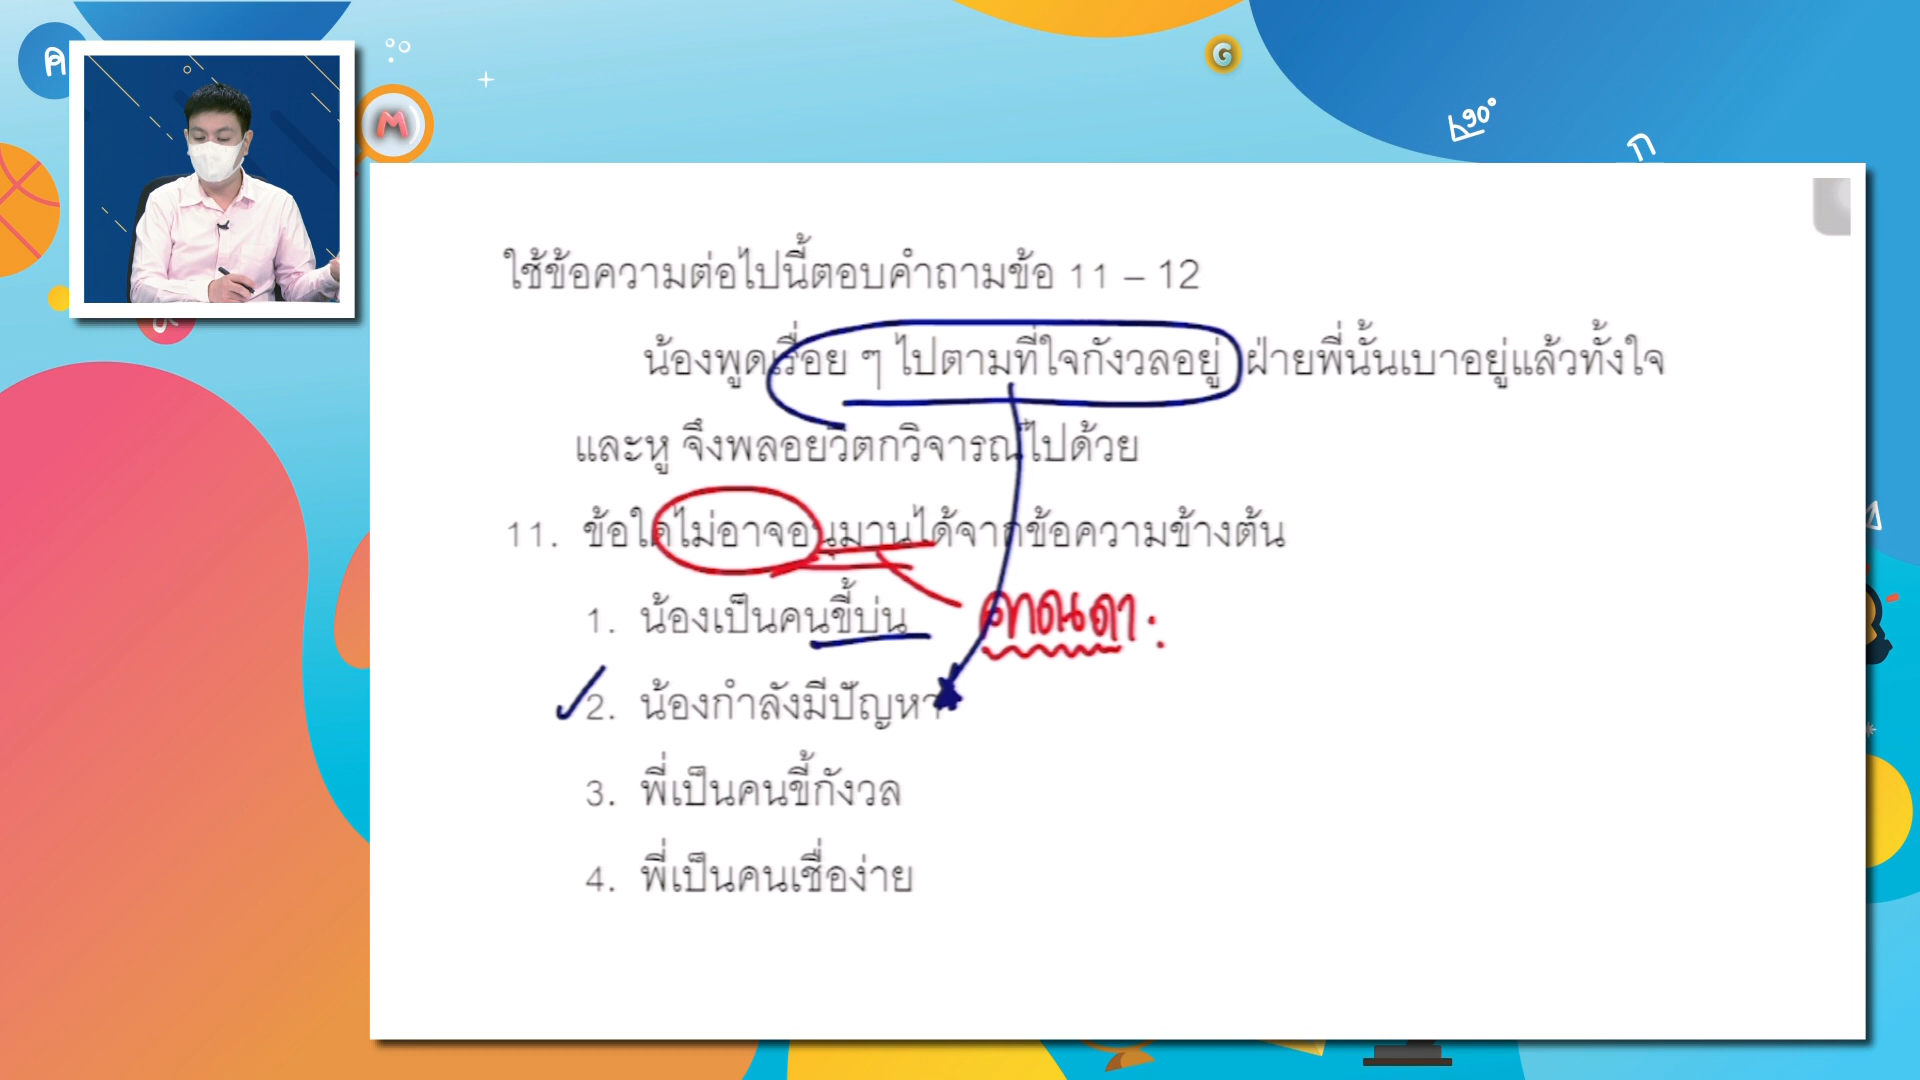 ค
M
G
90°
ก
ใช้ข้อความต่อไปนี้ตอบคำถามข้อ 11 – 12
น้องพูดเรื่อย ๆ ไปตามที่ใจกังวลอยู่ ฝ่ายพี่นั้นเบาอยู่แล้วทั้งใจ
และหู จึงพลอยวิตกวิจารณ์ไปด้วย
11. ข้อใดไม่อาจอนุมานได้จากข้อความข้างต้น
1. น้องเป็นคนขี้บ่น
คาดเดา
2. น้องกำลังมีปัญหา
3. พี่เป็นคนขี้กังวล
4. พี่เป็นคนเชื่อง่าย